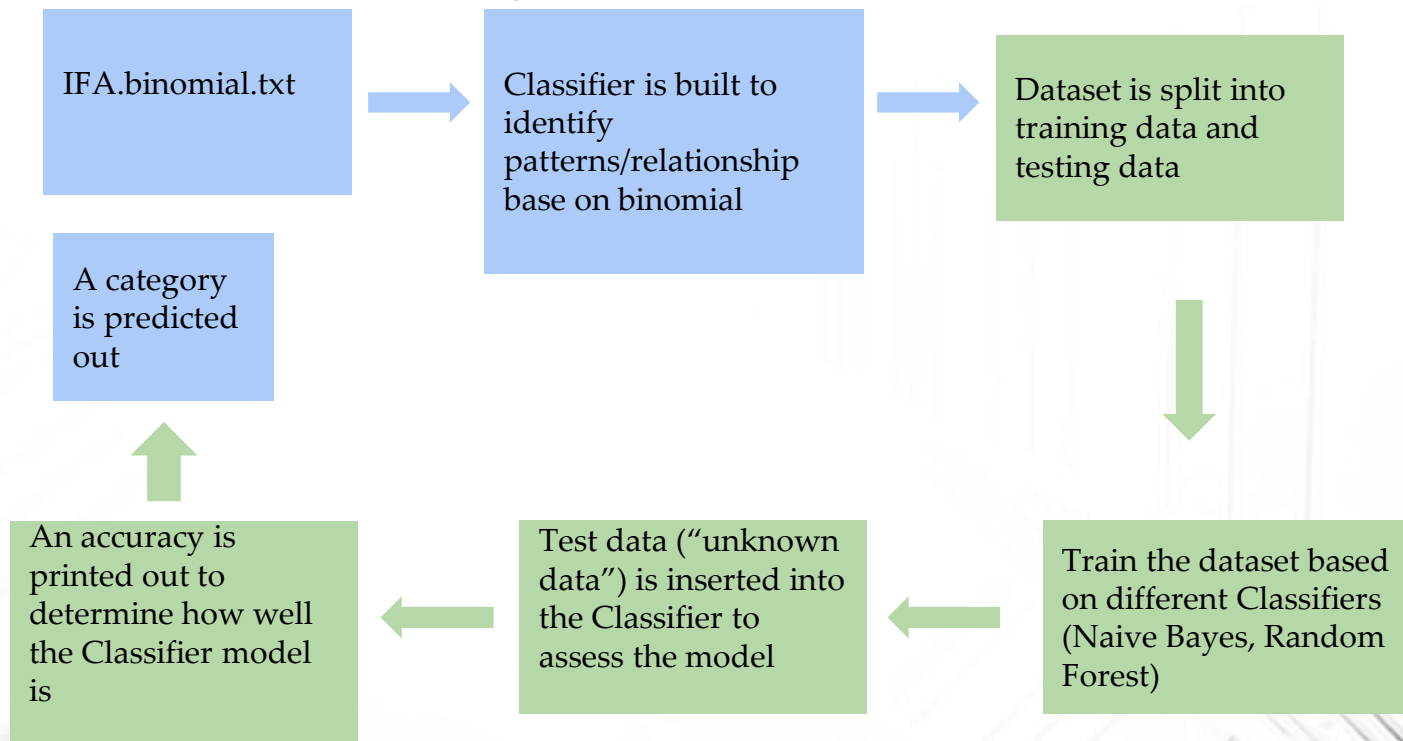 IFA.binomial.txt
Classifier is built to
identify
patterns/relationship
base on binomial
Dataset is split into
training data and
testing data
Train the dataset based
on different Classifiers
(Naive Bayes, Random
Forest)
Test data (“unknown
data”) is inserted into
the Classifier to
assess the model
An accuracy is
printed out to
determine how well
the Classifier model
is
A category
is predicted
out